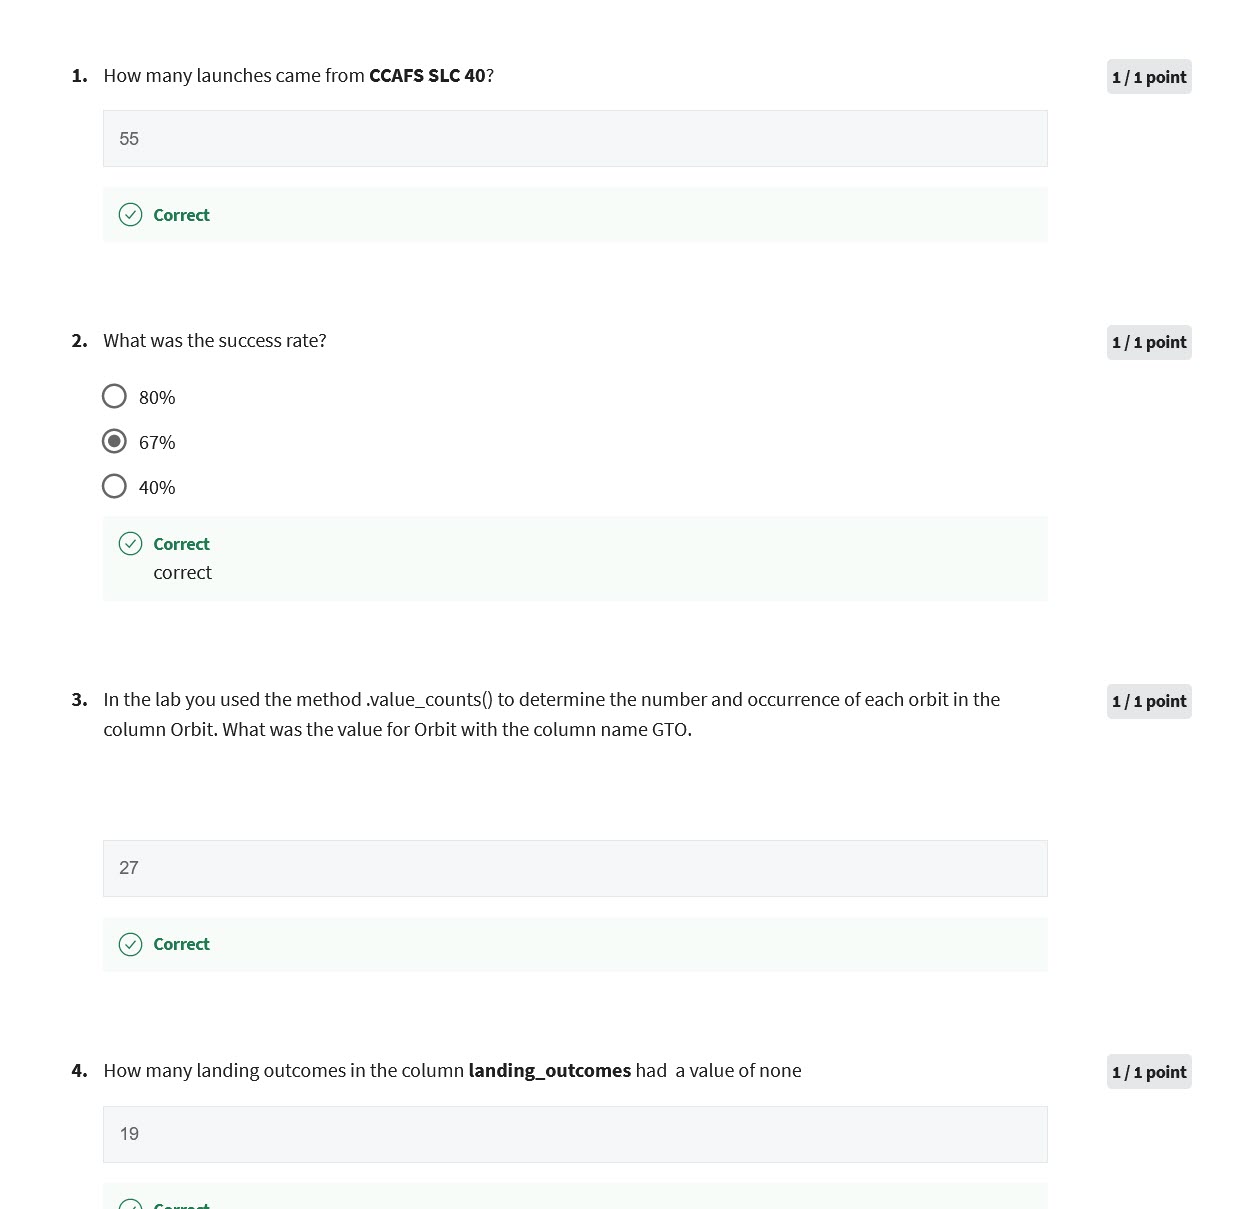 1. How many launches came from CCAFS SLC 40?
1 / 1 point
55
Correct
2. What was the success rate?
1 / 1 point
80%
67%
40%
Correct
correct
3. In the lab you used the method .value_counts() to determine the number and occurrence of each orbit in the
column Orbit. What was the value for Orbit with the column name GTO.
1 / 1 point
27
Correct
4. How many landing outcomes in the column landing_outcomes had  a value of none
1 / 1 point
19
Correct